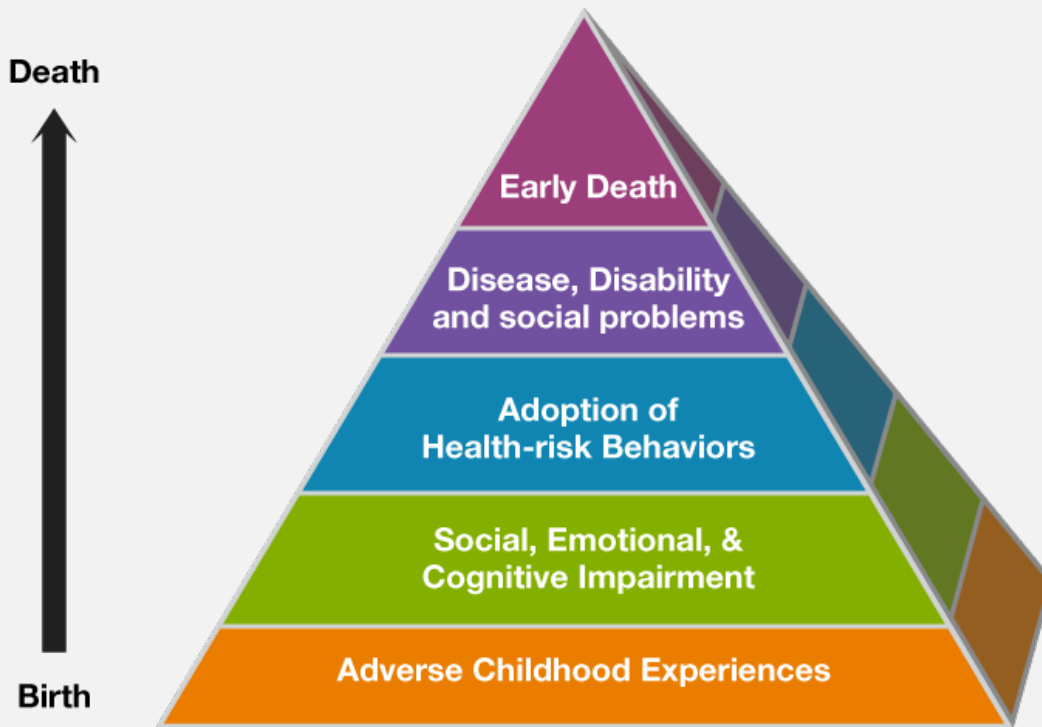 Death
Early Death
Disease, Disability
and social problems
Adoption of
Health-risk Behaviors
Social, Emotional, &
Cognitive Impairment
Adverse Childhood Experiences
Birth